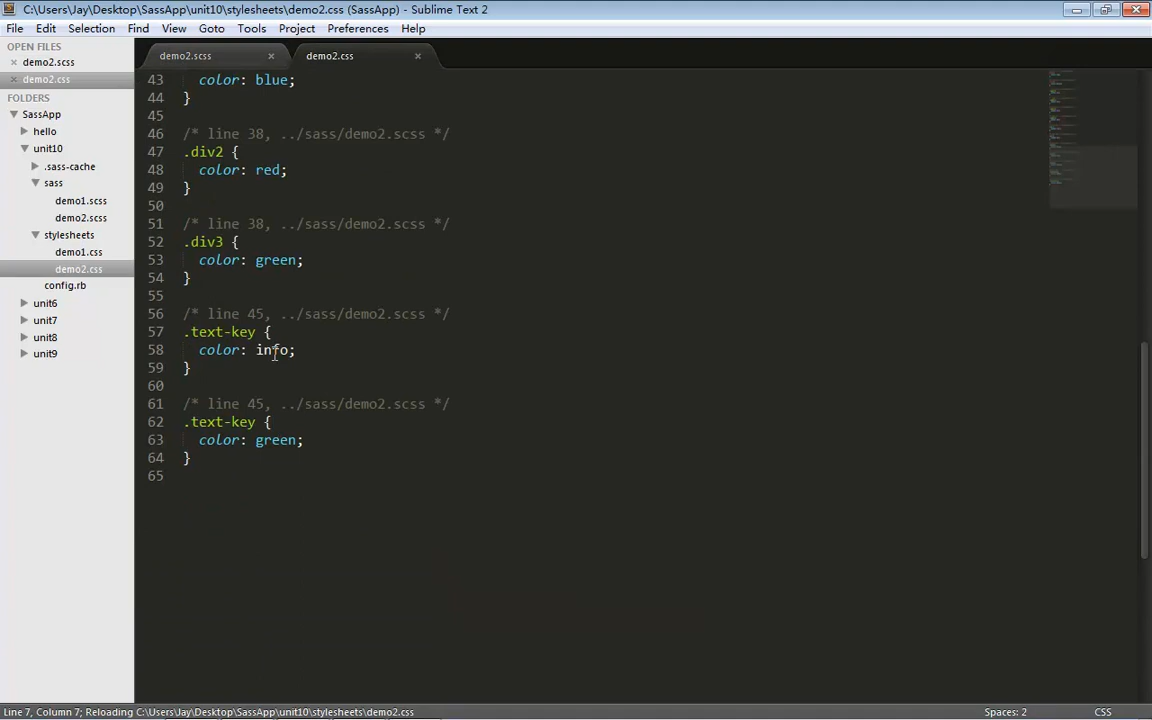 C:\Users\Jay\Desktop\SassApp\unit10\stylesheets\demo2.css (SassApp) - Sublime Text 2
File Edit Selection Find View Goto Tools Project Preferences Help
OPEN FILES
demo2.scss
demo2.css
FOLDERS
SassApp
hello
unit10
.sass-cache
sass
demo1.scss
demo2.scss
stylesheets
demo1.css
demo2.css
config.rb
unit6
unit7
unit8
unit9
demo2.scss demo2.css
43 color: blue;
44 }
45
46 /* line 38, ../sass/demo2.scss */
47 .div2 {
48 color: red;
49 }
50
51 /* line 38, ../sass/demo2.scss */
52 .div3 {
53 color: green;
54 }
55
56 /* line 45, ../sass/demo2.scss */
57 .text-key {
58 color: info;
59 }
60
61 /* line 45, ../sass/demo2.scss */
62 .text-key {
63 color: green;
64 }
65
Line 7, Column 7; Reloading C:\Users\Jay\Desktop\SassApp\unit10\stylesheets\demo2.css Spaces: 2 CSS